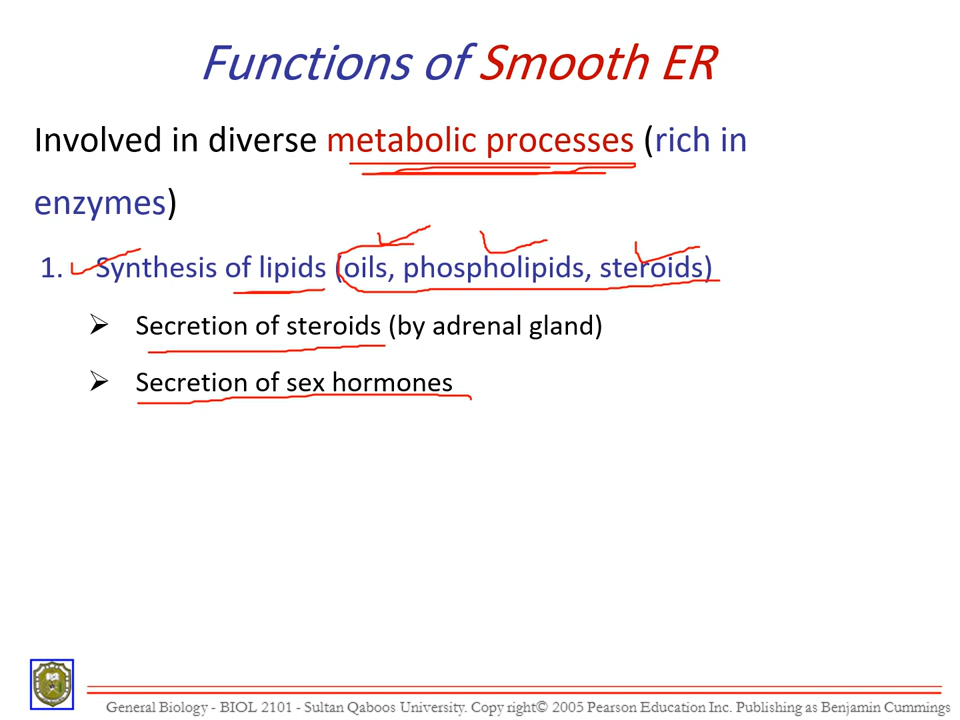 Functions of Smooth ER
Involved in diverse metabolic processes (rich in
enzymes)
1. Synthesis of lipids (oils, phospholipids, steroids)
➤ Secretion of steroids (by adrenal gland)
➤ Secretion of sex hormones
General Biology - BIOL 2101 - Sultan Qaboos University. Copy right© 2005 Pearson Education Inc. Publishing as Benjamin Cummings